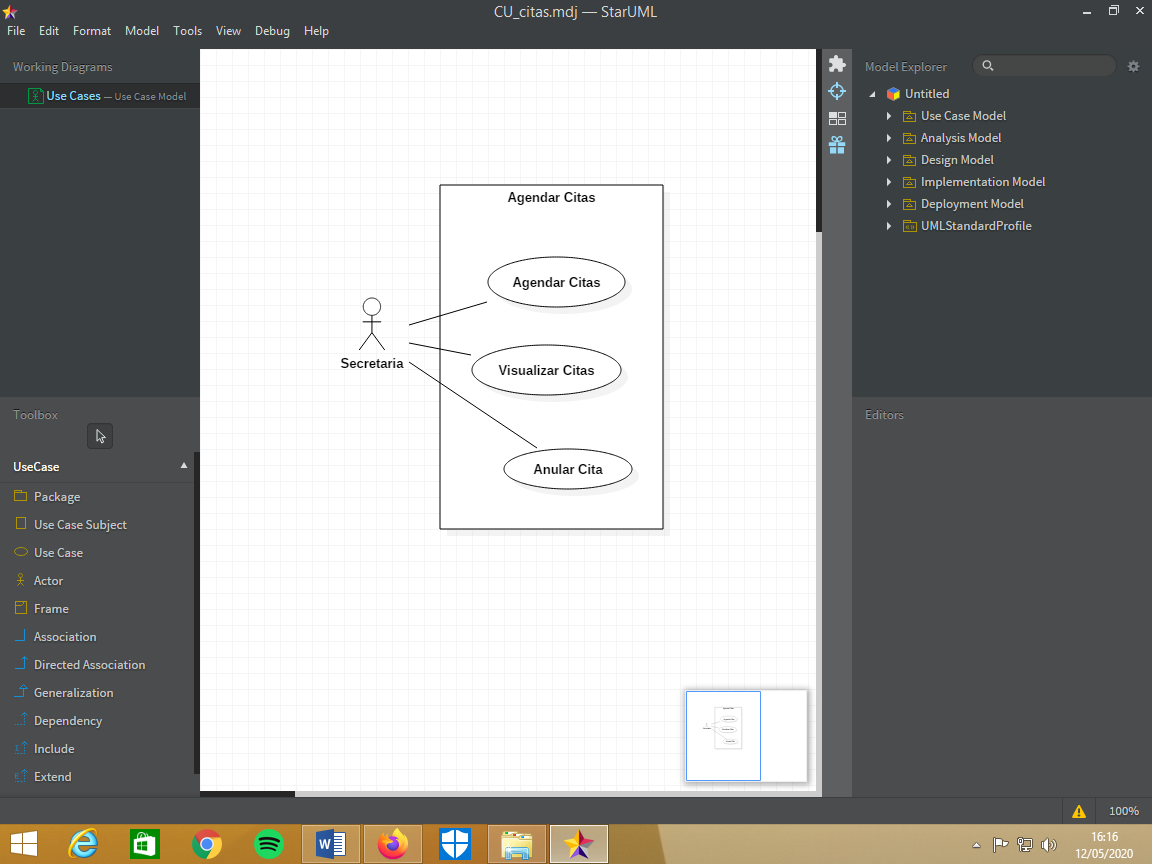 CU_citas.mdj — StarUML
File Edit Format Model Tools View Debug Help
Working Diagrams
Use Cases — Use Case Model
Toolbox
UseCase
Package
Use Case Subject
Use Case
Actor
Frame
Association
Directed Association
Generalization
Dependency
Include
Extend
Agendar Citas
Agendar Citas
Secretaria
Visualizar Citas
Anular Cita
Model Explorer
Untitled
Use Case Model
Analysis Model
Design Model
Implementation Model
Deployment Model
UMLStandardProfile
Editors
100%
16:16
12/05/2020